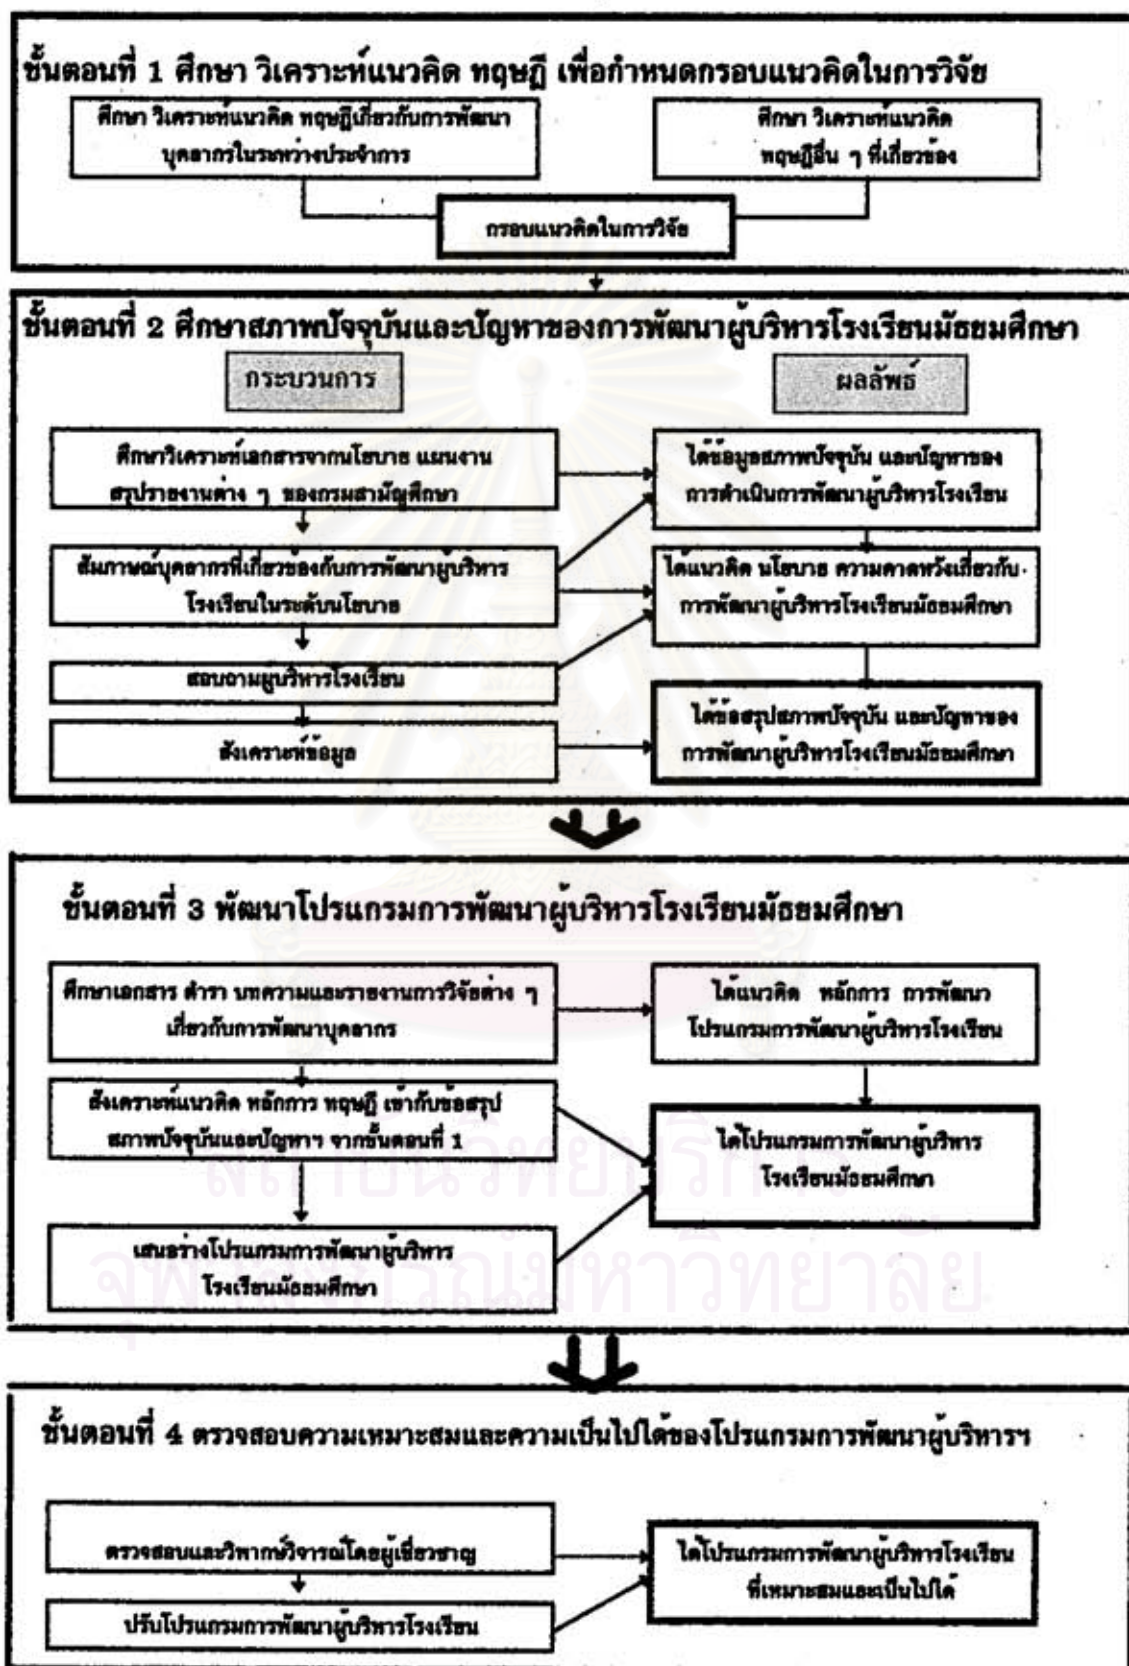 ขั้นตอนที่ 1 ศึกษา วิเคราะห์แนวคิด ทฤษฎี เพื่อกำหนดกรอบแนวคิดในการวิจัย
ศึกษา วิเคราะห์แนวคิด ทฤษฎีเกี่ยวกับการพัฒนา
บุคลากรในระหว่างประจำการ
ศึกษา วิเคราะห์แนวคิด
ทฤษฎีอื่น ๆ ที่เกี่ยวข้อง
กรอบแนวคิดในการวิจัย
ขั้นตอนที่ 2 ศึกษาสภาพปัจจุบันและปัญหาของการพัฒนาผู้บริหารโรงเรียนมัธยมศึกษา
กระบวนการ
ผลลัพธ์
ศึกษาวิเคราะห์เอกสารจากนโยบาย แผนงาน
สรุปรายงานต่าง ๆ ของกรมสามัญศึกษา
ได้ข้อมูลสภาพปัจจุบัน และปัญหาของ
การดำเนินการพัฒนาผู้บริหารโรงเรียน
สัมภาษณ์บุคลากรที่เกี่ยวข้องกับการพัฒนาผู้บริหาร
โรงเรียนในระดับนโยบาย
ได้แนวคิด นโยบาย ความคาดหวังเกี่ยวกับ
การพัฒนาผู้บริหารโรงเรียนมัธยมศึกษา
สอบถามผู้บริหารโรงเรียน
สังเคราะห์ข้อมูล
ได้ข้อสรุปสภาพปัจจุบัน และปัญหาของ
การพัฒนาผู้บริหารโรงเรียนมัธยมศึกษา
ขั้นตอนที่ 3 พัฒนาโปรแกรมการพัฒนาผู้บริหารโรงเรียนมัธยมศึกษา
ศึกษาเอกสาร ตำรา บทความและรายงานการวิจัยต่าง ๆ
เกี่ยวกับการพัฒนาบุคลากร
ได้แนวคิด หลักการ การพัฒนา
โปรแกรมการพัฒนาผู้บริหารโรงเรียน
สังเคราะห์แนวคิด หลักการ ทฤษฎี เข้ากับข้อสรุป
สภาพปัจจุบันและปัญหาฯ จากขั้นตอนที่ 1
ได้โปรแกรมการพัฒนาผู้บริหาร
โรงเรียนมัธยมศึกษา
เสนอร่างโปรแกรมการพัฒนาผู้บริหาร
โรงเรียนมัธยมศึกษา
สถาบันวิทยบริการ
จุฬาลงกรณ์มหาวิทยาลัย
ขั้นตอนที่ 4 ตรวจสอบความเหมาะสมและความเป็นไปได้ของโปรแกรมการพัฒนาผู้บริหารฯ
ตรวจสอบและวิพากษ์วิจารณ์โดยผู้เชี่ยวชาญ
ได้โปรแกรมการพัฒนาผู้บริหารโรงเรียน
ที่เหมาะสมและเป็นไปได้
ปรับโปรแกรมการพัฒนาผู้บริหารโรงเรียน